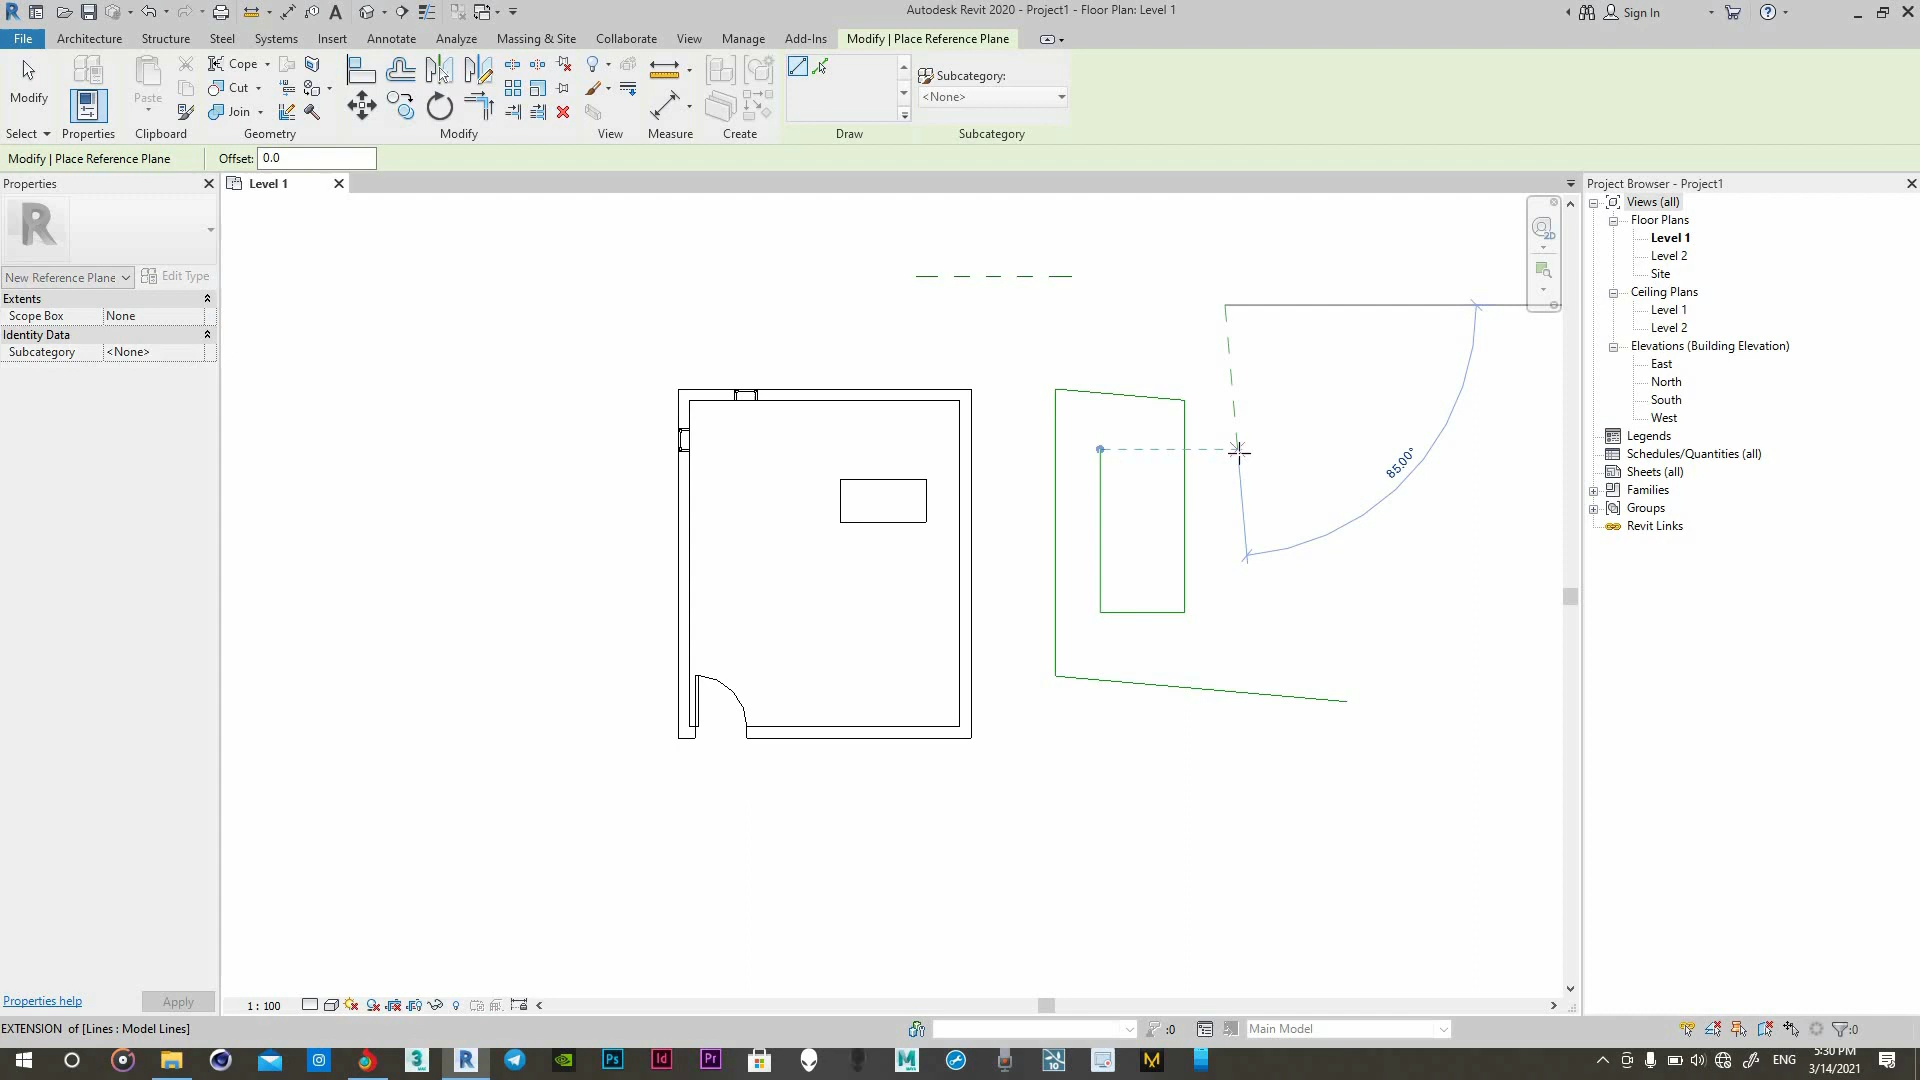 Autodesk Revit 2020 - Project1 - Floor Plan: Level 1
Sign In
File
Architecture
Structure
Steel
Systems
Insert
Annotate
Analyze
Massing & Site
Collaborate
View
Manage
Add-Ins
Modify | Place Reference Plane
Modify
Select
Properties
Paste
Clipboard
Cope
Cut
Join
Geometry
Modify
View
Measure
Create
Draw
Subcategory:
<None>
Subcategory
Modify | Place Reference Plane
Offset:
0.0
Properties
New Reference Plane
Edit Type
Extents
Scope Box
None
Identity Data
Subcategory
<None>
Properties help
Apply
Level 1
2D
85.00°
Project Browser - Project1
Views (all)
Floor Plans
Level 1
Level 2
Site
Ceiling Plans
Level 1
Level 2
Elevations (Building Elevation)
East
North
South
West
Legends
Schedules/Quantities (all)
Sheets (all)
Families
Groups
Revit Links
1 : 100
EXTENSION of [Lines : Model Lines]
:0
Main Model
:0
ENG
5:30 PM
3/14/2021